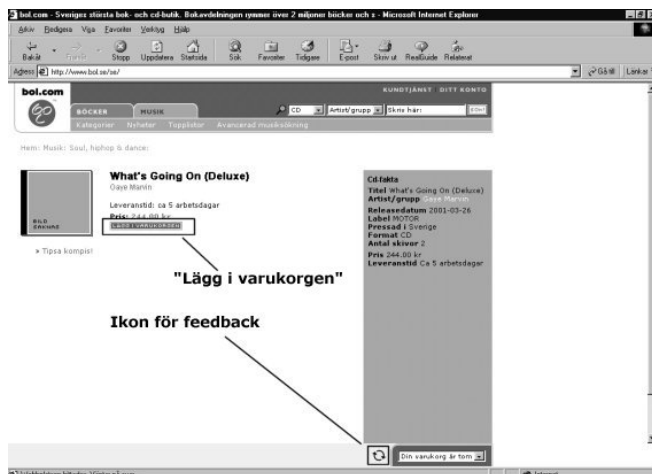 bol.com - Sveriges största bok- och cd-butik. Bokavdelningen rymmer över 2 miljoner böcker och s - Microsoft Internet Explorer
Arkiv Redigera Visa Favoriter Verktyg Hjälp
Bakåt Framåt Stopp Uppdatera Startsida Sök Favoriter Tidigare E-post Skriv ut RealGuide Relaterat
Adress http://www.bol.se/se/ Gå till Länkar
bol.com KUNDTJÄNST DITT KONTO
BÖCKER MUSIK CD Artist/grupp Skriv här:
Kategorier Nyheter Topplistor Avancerad musiksökning
Hem: Musik: Soul, hiphop & dance:
What's Going On (Deluxe)
Gaye Marvin
Leveranstid: ca 5 arbetsdagar
Pris: 244.00 kr
LÄGG I VARUKORGEN
BILD
SAKNAS
» Tipsa kompis!
Cd-fakta
Titel What's Going On (Deluxe)
Artist/grupp Gaye Marvin
Releasedatum 2001-03-26
Label MOTOR
Pressad i Sverige
Format CD
Antal skivor 2
Pris 244.00 kr
Leveranstid Ca 5 arbetsdagar
"Lägg i varukorgen"
Ikon för feedback
Din varukorg är tom
Internet